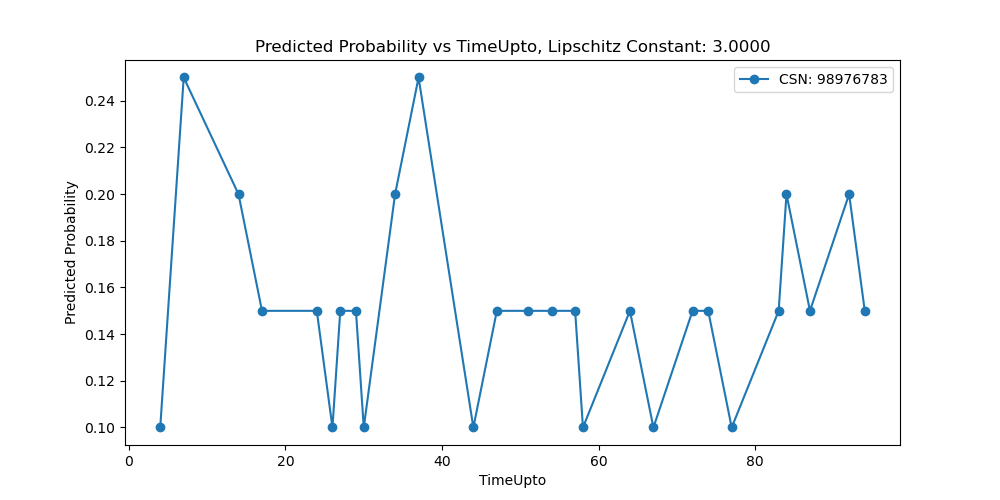 Predicted Probability vs TimeUpto, Lipschitz Constant: 3.0000
CSN: 98976783
Predicted Probability
0.24
0.22
0.20
0.18
0.16
0.14
0.12
0.10
0 20 40 60 80
TimeUpto